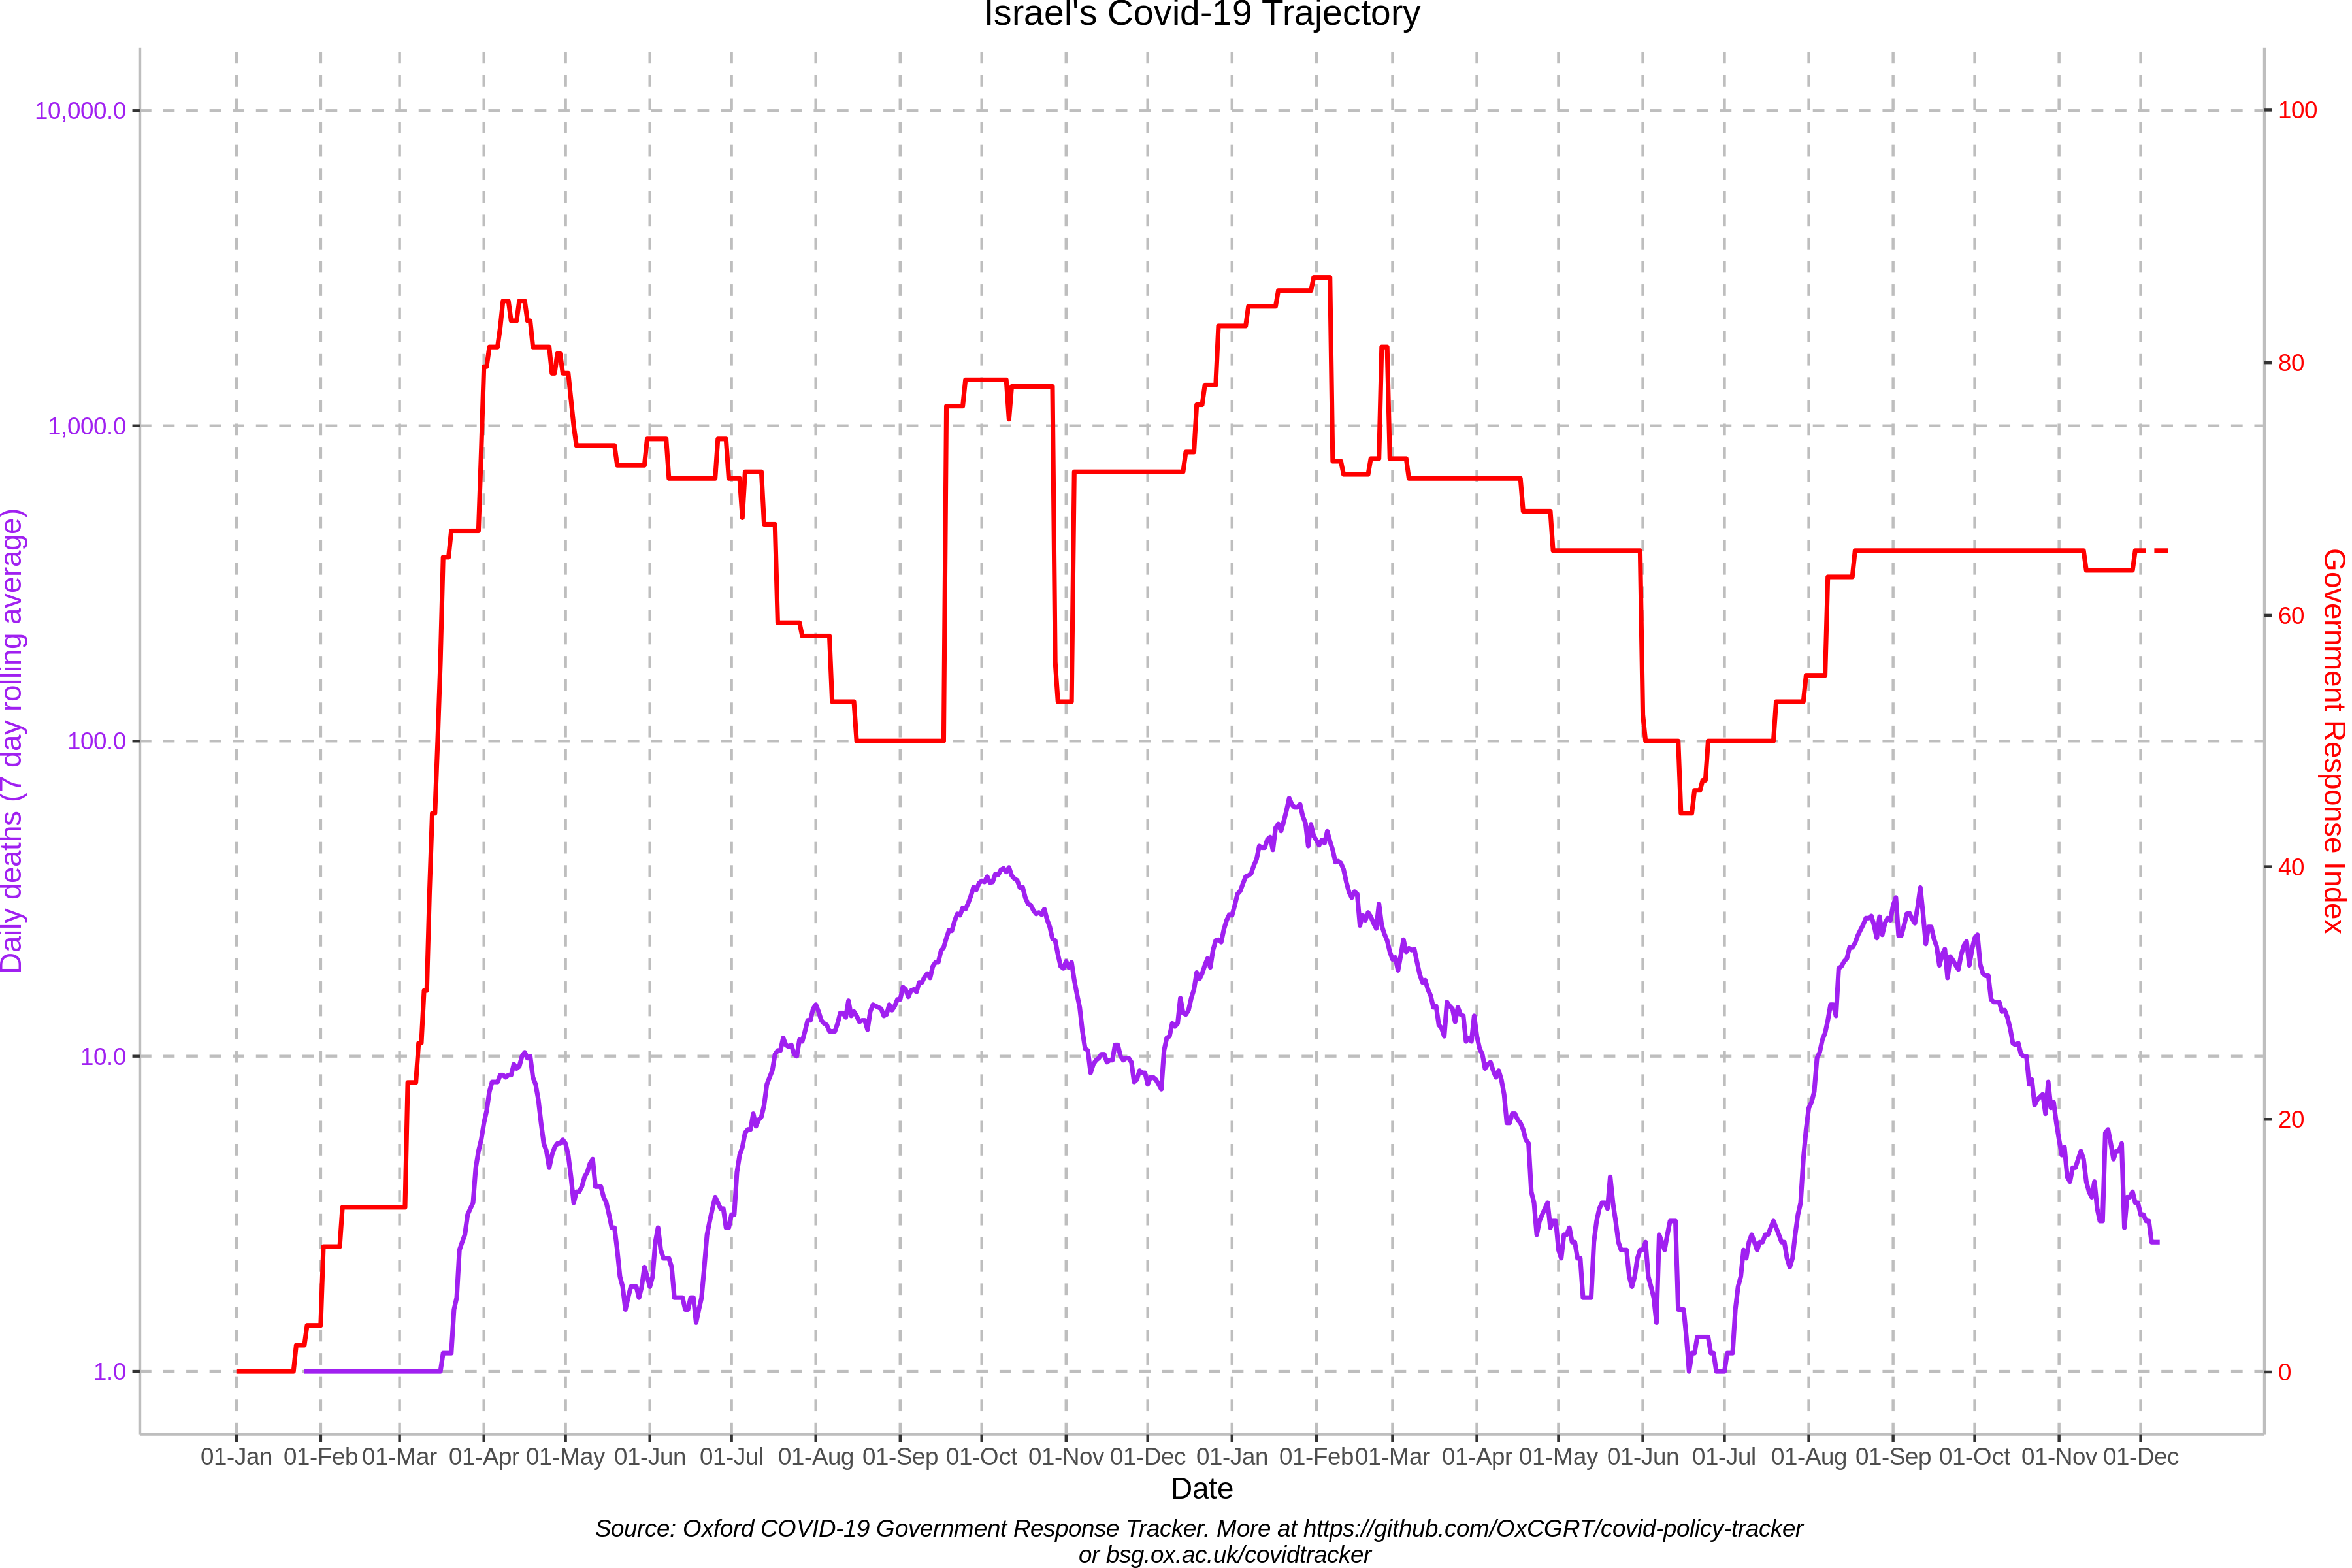 Israel's Covid-19 Trajectory
10,000.0
1,000.0
100.0
10.0
1.0
Daily deaths (7 day rolling average)
100
80
60
40
20
0
Government Response Index
01-Jan 01-Feb 01-Mar 01-Apr 01-May 01-Jun 01-Jul 01-Aug 01-Sep 01-Oct 01-Nov 01-Dec 01-Jan 01-Feb 01-Mar 01-Apr 01-May 01-Jun 01-Jul 01-Aug 01-Sep 01-Oct 01-Nov 01-Dec
Date
Source: Oxford COVID-19 Government Response Tracker. More at https://github.com/OxCGRT/covid-policy-tracker
or bsg.ox.ac.uk/covidtracker